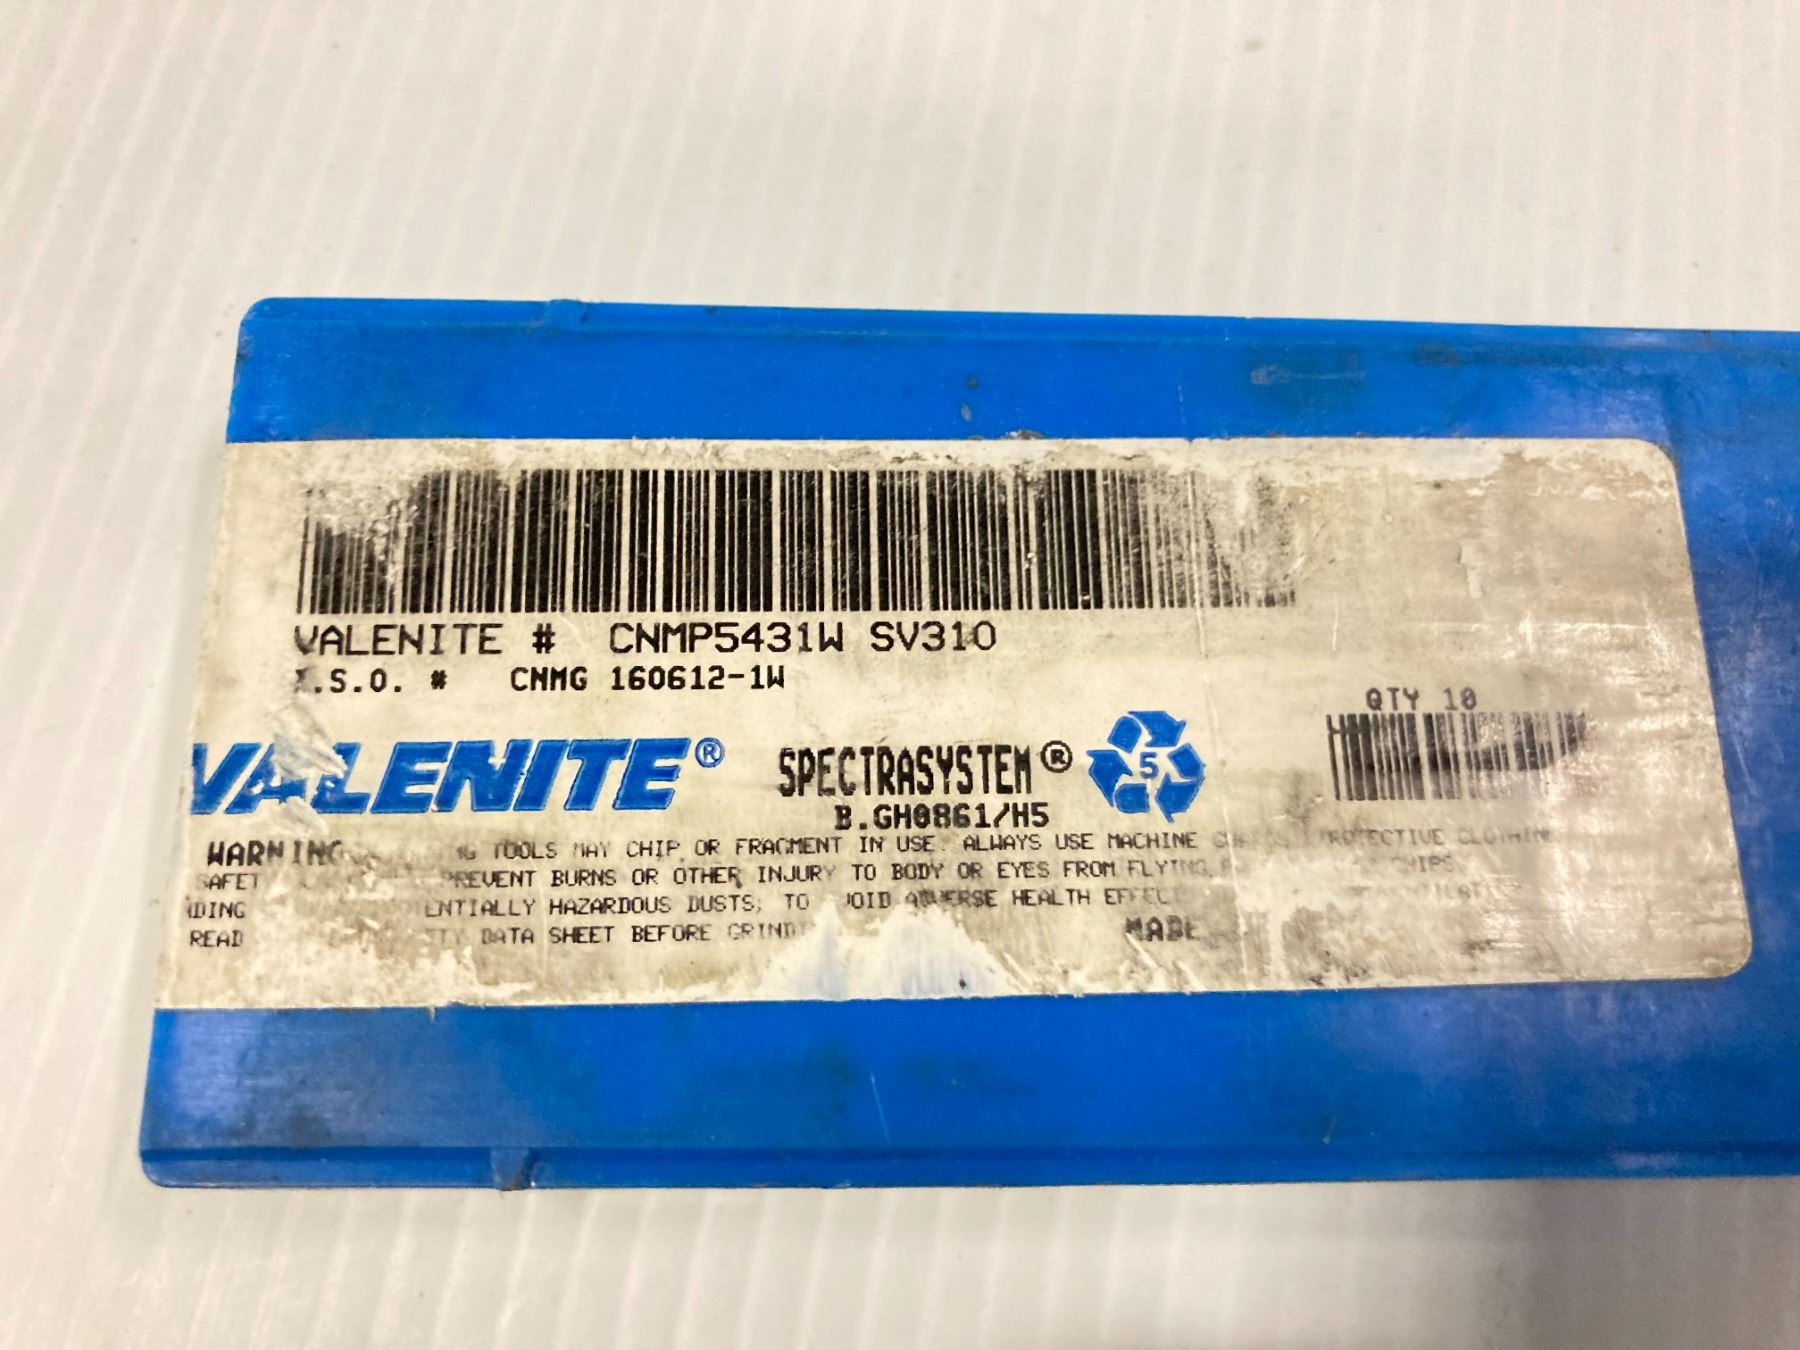 VALENITE # CNMP5431W SV310
I.S.O. # CNMG 160612-1W
QTY 10
VALENITE® SPECTRASYSTEM® 5
B.GH0861/H5
WARNING TOOLS MAY CHIP OR FRAGMENT IN USE. ALWAYS USE MACHINE PROTECTIVE CLOTHING
PREVENT BURNS OR OTHER INJURY TO BODY OR EYES FROM FLYING CHIPS.
HAZARDOUS DUSTS, TO ADVERSE HEALTH
READ DATA SHEET BEFORE
MADE